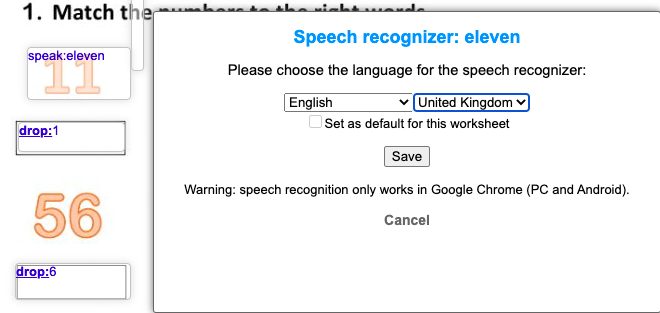 1. Match the numbers to the right words
speak:eleven
11
drop:1
56
drop:6
Speech recognizer: eleven
Please choose the language for the speech recognizer:
English United Kingdom
Set as default for this worksheet
Save
Warning: speech recognition only works in Google Chrome (PC and Android).
Cancel